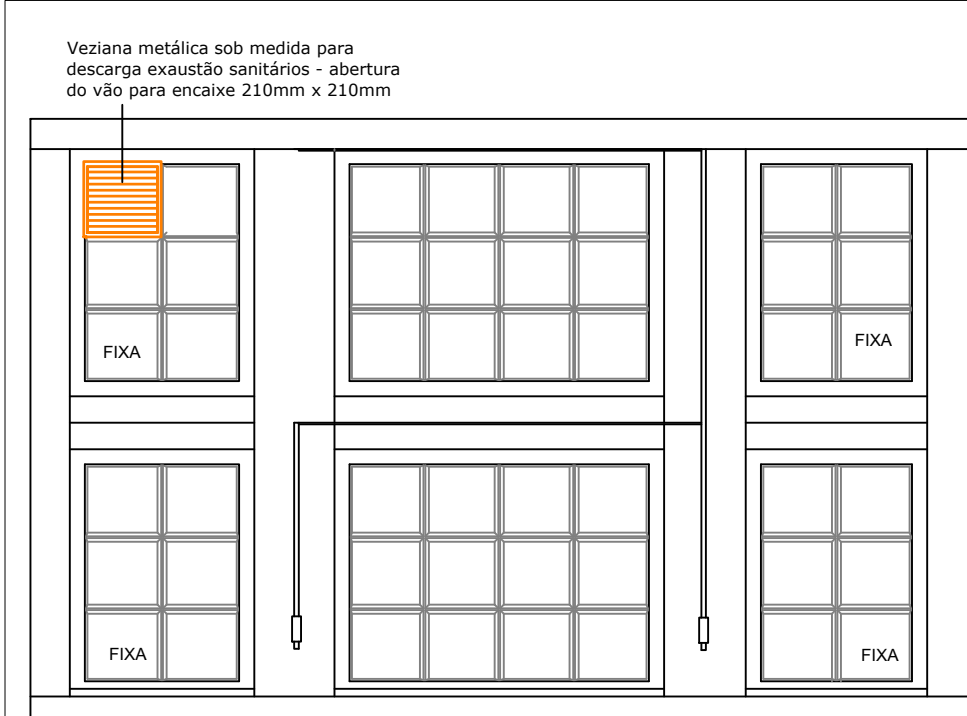 Veziana metálica sob medida para
descarga exaustão sanitários - abertura
do vão para encaixe 210mm x 210mm
FIXA
FIXA
FIXA
FIXA